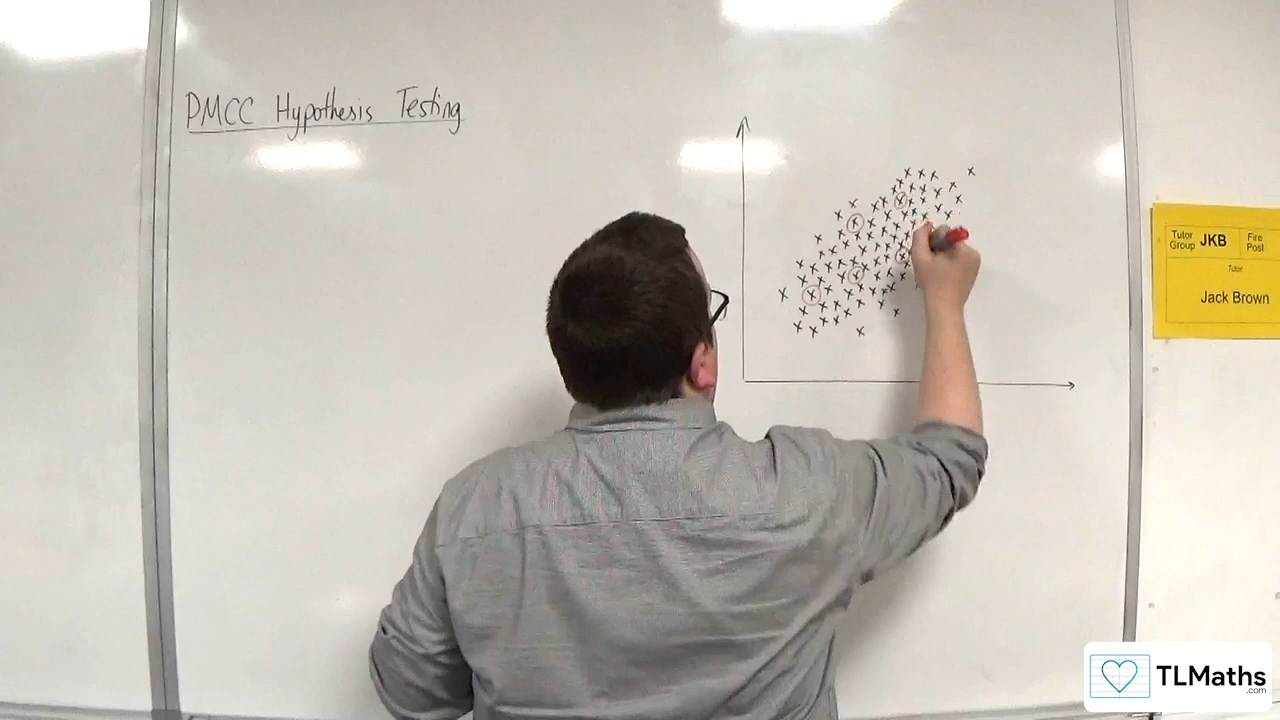 PMCC Hypothesis Testing
Tutor Group JKB Fire Post
Tutor
Jack Brown
TLMaths
.com